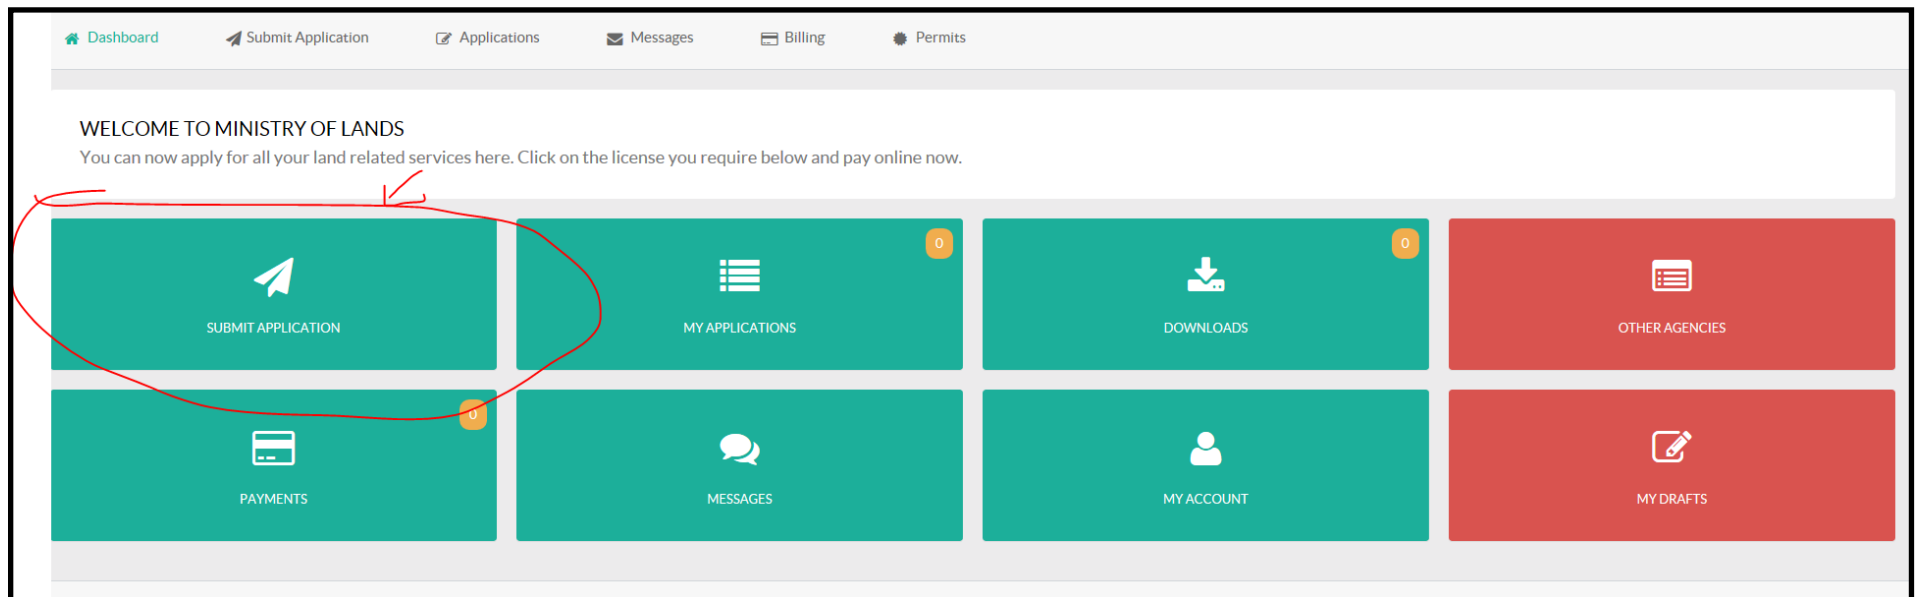 Dashboard Submit Application Applications Messages Billing Permits
WELCOME TO MINISTRY OF LANDS
You can now apply for all your land related services here. Click on the license you require below and pay online now.
0 0
SUBMIT APPLICATION MY APPLICATIONS DOWNLOADS OTHER AGENCIES
0
PAYMENTS MESSAGES MY ACCOUNT MY DRAFTS